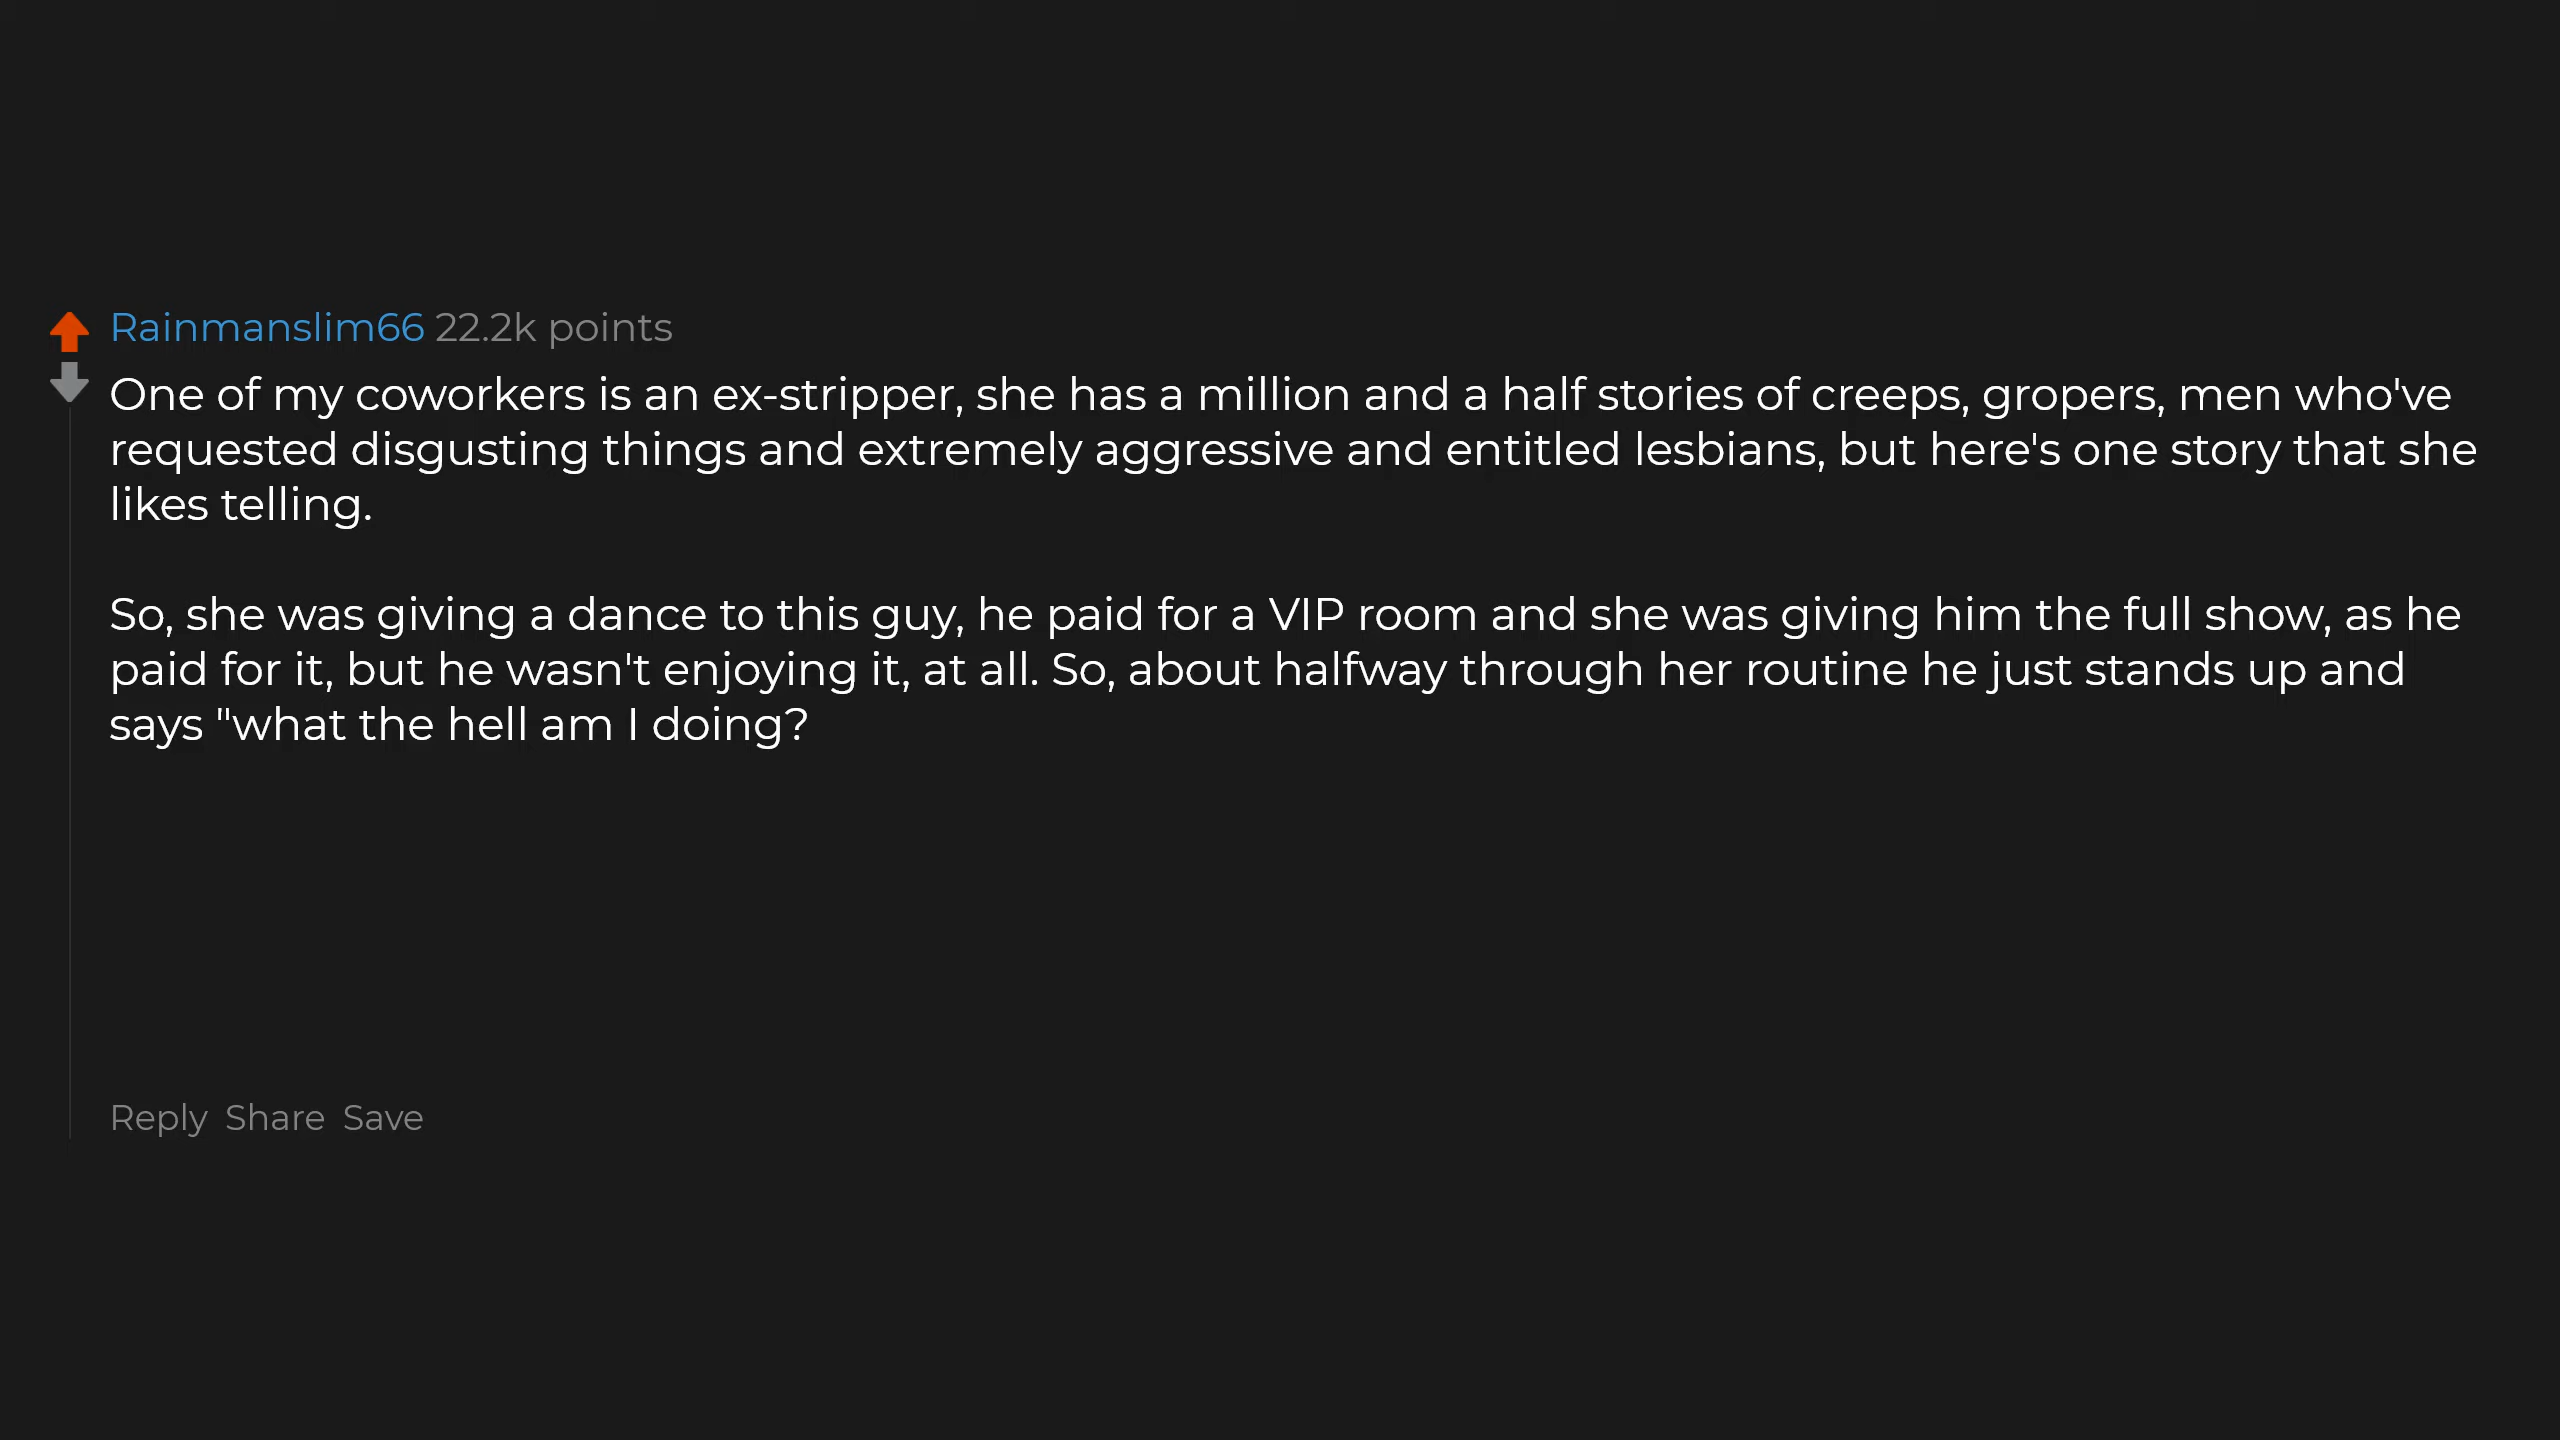 Rainmanslim66 22.2k points
One of my coworkers is an ex-stripper, she has a million and a half stories of creeps, gropers, men who've
requested disgusting things and extremely aggressive and entitled lesbians, but here's one story that she
likes telling.
So, she was giving a dance to this guy, he paid for a VIP room and she was giving him the full show, as he
paid for it, but he wasn't enjoying it, at all. So, about halfway through her routine he just stands up and
says "what the hell am I doing?
Reply Share Save